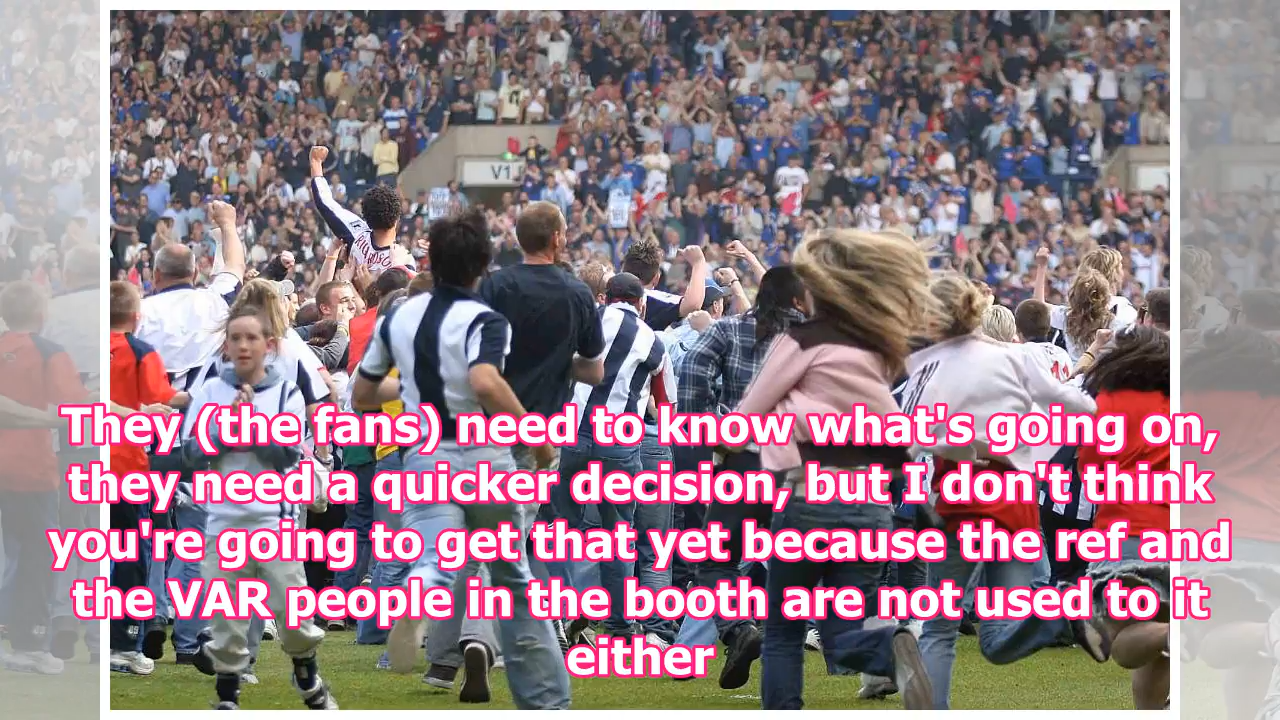 V1
They (the fans) need to know what's going on,
they need a quicker decision, but I don't think
you're going to get that yet because the ref and
the VAR people in the booth are not used to it
either